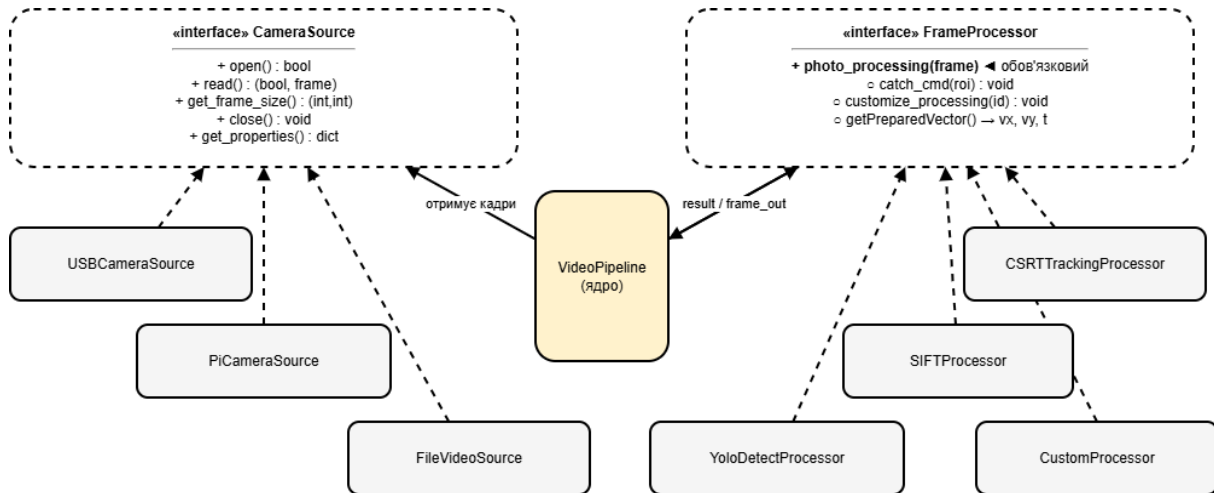 «interface» CameraSource
+ open() : bool
+ read() : (bool, frame)
+ get_frame_size() : (int,int)
+ close() : void
+ get_properties() : dict
«interface» FrameProcessor
+ photo_processing(frame) ◄ обов'язковий
○ catch_cmd(roi) : void
○ customize_processing(id) : void
○ getPreparedVector() → vx, vy, t
отримує кадри
result / frame_out
VideoPipeline
(ядро)
USBCameraSource
CSRTTrackingProcessor
PiCameraSource
SIFTProcessor
FileVideoSource
YoloDetectProcessor
CustomProcessor